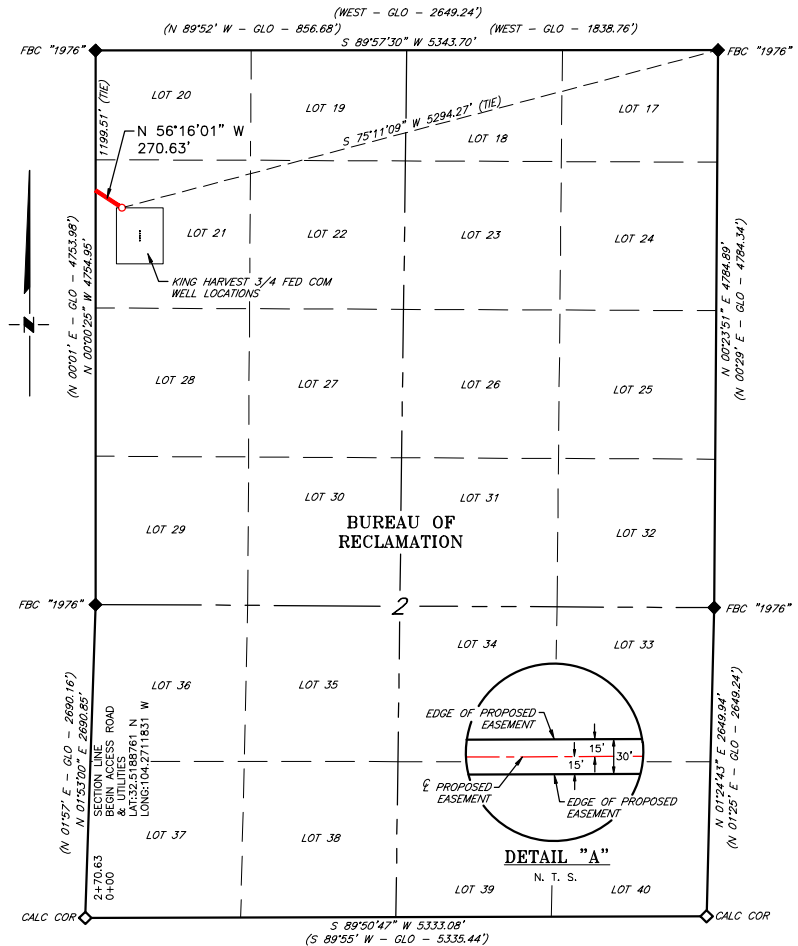 (WEST - GLO - 2649.24')
(N 89°52' W - GLO - 856.68')
(WEST - GLO - 1838.76')
S 89°57'30" W 5343.70'
FBC "1976"
FBC "1976"
LOT 20
LOT 19
LOT 17
1199.51' (TIE)
N 56°16'01" W
270.63'
S 75°11'09" W 5294.27' (TIE)
LOT 18
LOT 21
LOT 22
LOT 23
LOT 24
KING HARVEST 3/4 FED COM
WELL LOCATIONS
(N 00°01' E - GLO - 4753.98')
N 00°00'25" W 4754.95'
N 00°23'51" E 4784.89'
(N 00°29' E - GLO - 4784.34')
N
LOT 28
LOT 27
LOT 26
LOT 25
LOT 30
LOT 31
LOT 29
LOT 32
BUREAU OF
RECLAMATION
FBC "1976"
2
FBC "1976"
LOT 34
LOT 33
LOT 36
LOT 35
(N 01°57' E - GLO - 2690.16')
N 01°53'00" E 2690.85'
2+70.63
0+00
SECTION LINE
BEGIN ACCESS ROAD
& UTILITIES
LAT:32.5188761 N
LONG:104.2711831 W
EDGE OF PROPOSED
EASEMENT
15'
30'
15'
℄ PROPOSED
EASEMENT
EDGE OF PROPOSED
EASEMENT
N 01°24'43" E 2649.94'
(N 01°25' E - GLO - 2649.24')
LOT 37
LOT 38
DETAIL "A"
N. T. S.
LOT 39
LOT 40
CALC COR
CALC COR
S 89°50'47" W 5333.08'
(S 89°55' W - GLO - 5335.44')